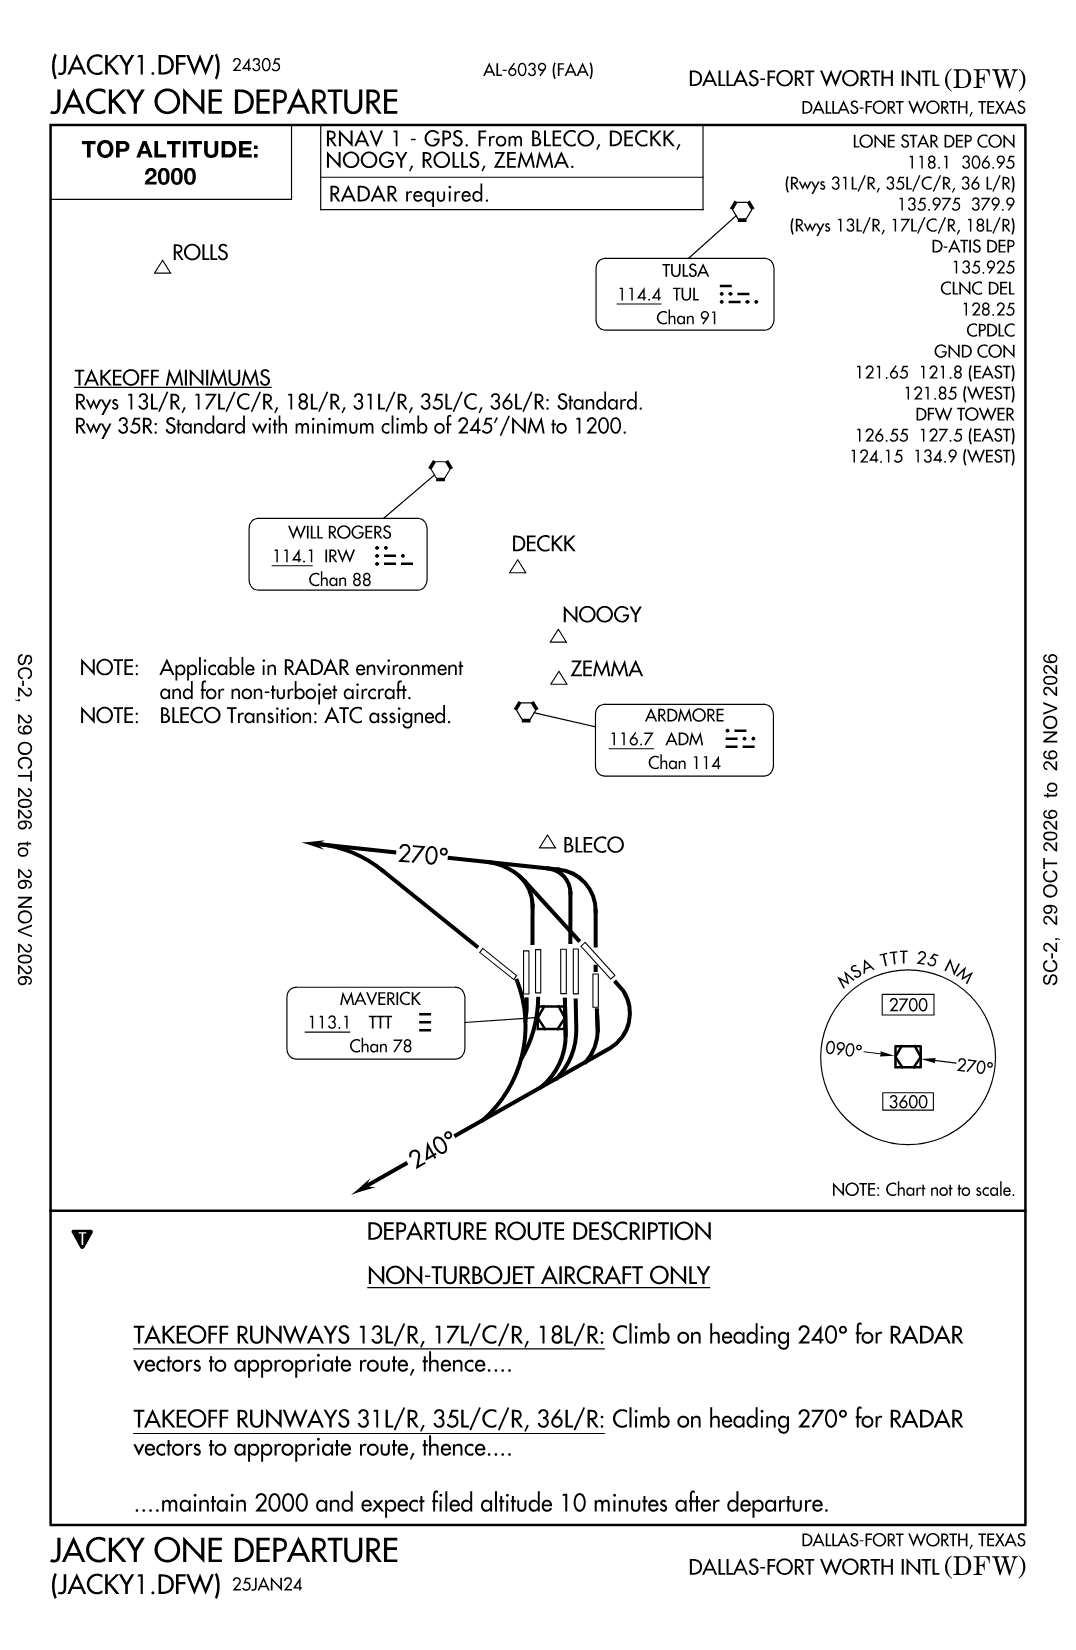 (JACKY1.DFW) 24305
JACKY ONE DEPARTURE
AL-6039 (FAA)
DALLAS-FORT WORTH INTL (DFW)
DALLAS-FORT WORTH, TEXAS
TOP ALTITUDE:
2000
RNAV 1 - GPS. From BLECO, DECKK,
NOOGY, ROLLS, ZEMMA.
RADAR required.
LONE STAR DEP CON
118.1 306.95
(Rwys 31L/R, 35L/C/R, 36 L/R)
135.975 379.9
(Rwys 13L/R, 17L/C/R, 18L/R)
D-ATIS DEP
135.925
CLNC DEL
128.25
CPDLC
GND CON
121.65 121.8 (EAST)
121.85 (WEST)
DFW TOWER
126.55 127.5 (EAST)
124.15 134.9 (WEST)
ROLLS
TULSA
114.4 TUL
Chan 91
TAKEOFF MINIMUMS
Rwys 13L/R, 17L/C/R, 18L/R, 31L/R, 35L/C, 36L/R: Standard.
Rwy 35R: Standard with minimum climb of 245'/NM to 1200.
WILL ROGERS
114.1 IRW
Chan 88
DECKK
NOOGY
ZEMMA
NOTE: Applicable in RADAR environment
and for non-turbojet aircraft.
NOTE: BLECO Transition: ATC assigned.
ARDMORE
116.7 ADM
Chan 114
BLECO
270°
MAVERICK
113.1 TTT
Chan 78
240°
MSA TTT 25 NM
2700
090°
270°
3600
NOTE: Chart not to scale.
SC-2, 29 OCT 2026 to 26 NOV 2026
SC-2, 29 OCT 2026 to 26 NOV 2026
T
DEPARTURE ROUTE DESCRIPTION
NON-TURBOJET AIRCRAFT ONLY
TAKEOFF RUNWAYS 13L/R, 17L/C/R, 18L/R: Climb on heading 240° for RADAR
vectors to appropriate route, thence....
TAKEOFF RUNWAYS 31L/R, 35L/C/R, 36L/R: Climb on heading 270° for RADAR
vectors to appropriate route, thence....
....maintain 2000 and expect filed altitude 10 minutes after departure.
JACKY ONE DEPARTURE
(JACKY1.DFW) 25JAN24
DALLAS-FORT WORTH, TEXAS
DALLAS-FORT WORTH INTL (DFW)